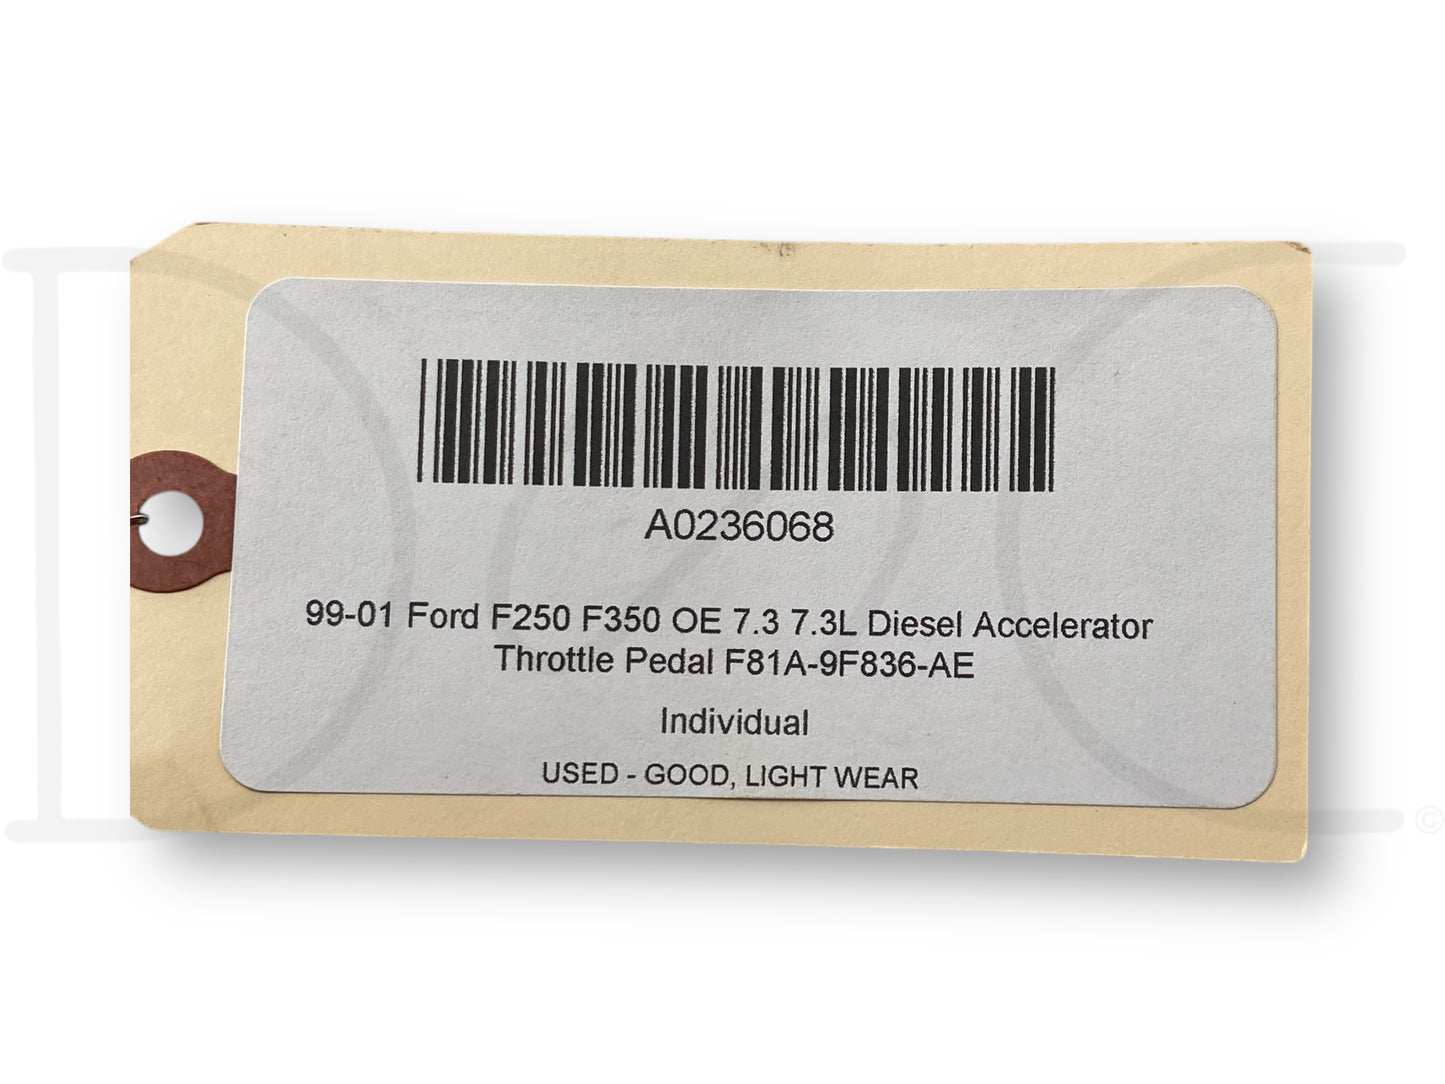 A0236068
99-01 Ford F250 F350 OE 7.3 7.3L Diesel Accelerator
Throttle Pedal F81A-9F836-AE
Individual
USED - GOOD, LIGHT WEAR
©